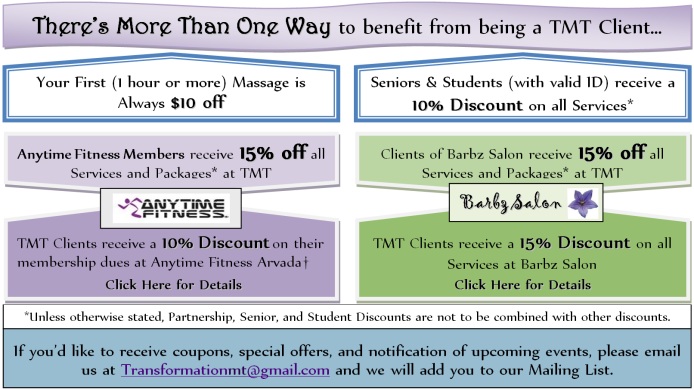 There's More Than One Way to benefit from being a TMT Client...
Your First (1 hour or more) Massage is
Always $10 off
Seniors & Students (with valid ID) receive a
10% Discount on all Services*
Anytime Fitness Members receive 15% off all
Services and Packages* at TMT
ANYTIME
FITNESS
TMT Clients receive a 10% Discount on their
membership dues at Anytime Fitness Arvada†
Click Here for Details
Clients of Barbz Salon receive 15% off all
Services and Packages* at TMT
Barbz Salon
TMT Clients receive a 15% Discount on all
Services at Barbz Salon
Click Here for Details
*Unless otherwise stated, Partnership, Senior, and Student Discounts are not to be combined with other discounts.
If you'd like to receive coupons, special offers, and notification of upcoming events, please email
us at Transformationmt@gmail.com and we will add you to our Mailing List.